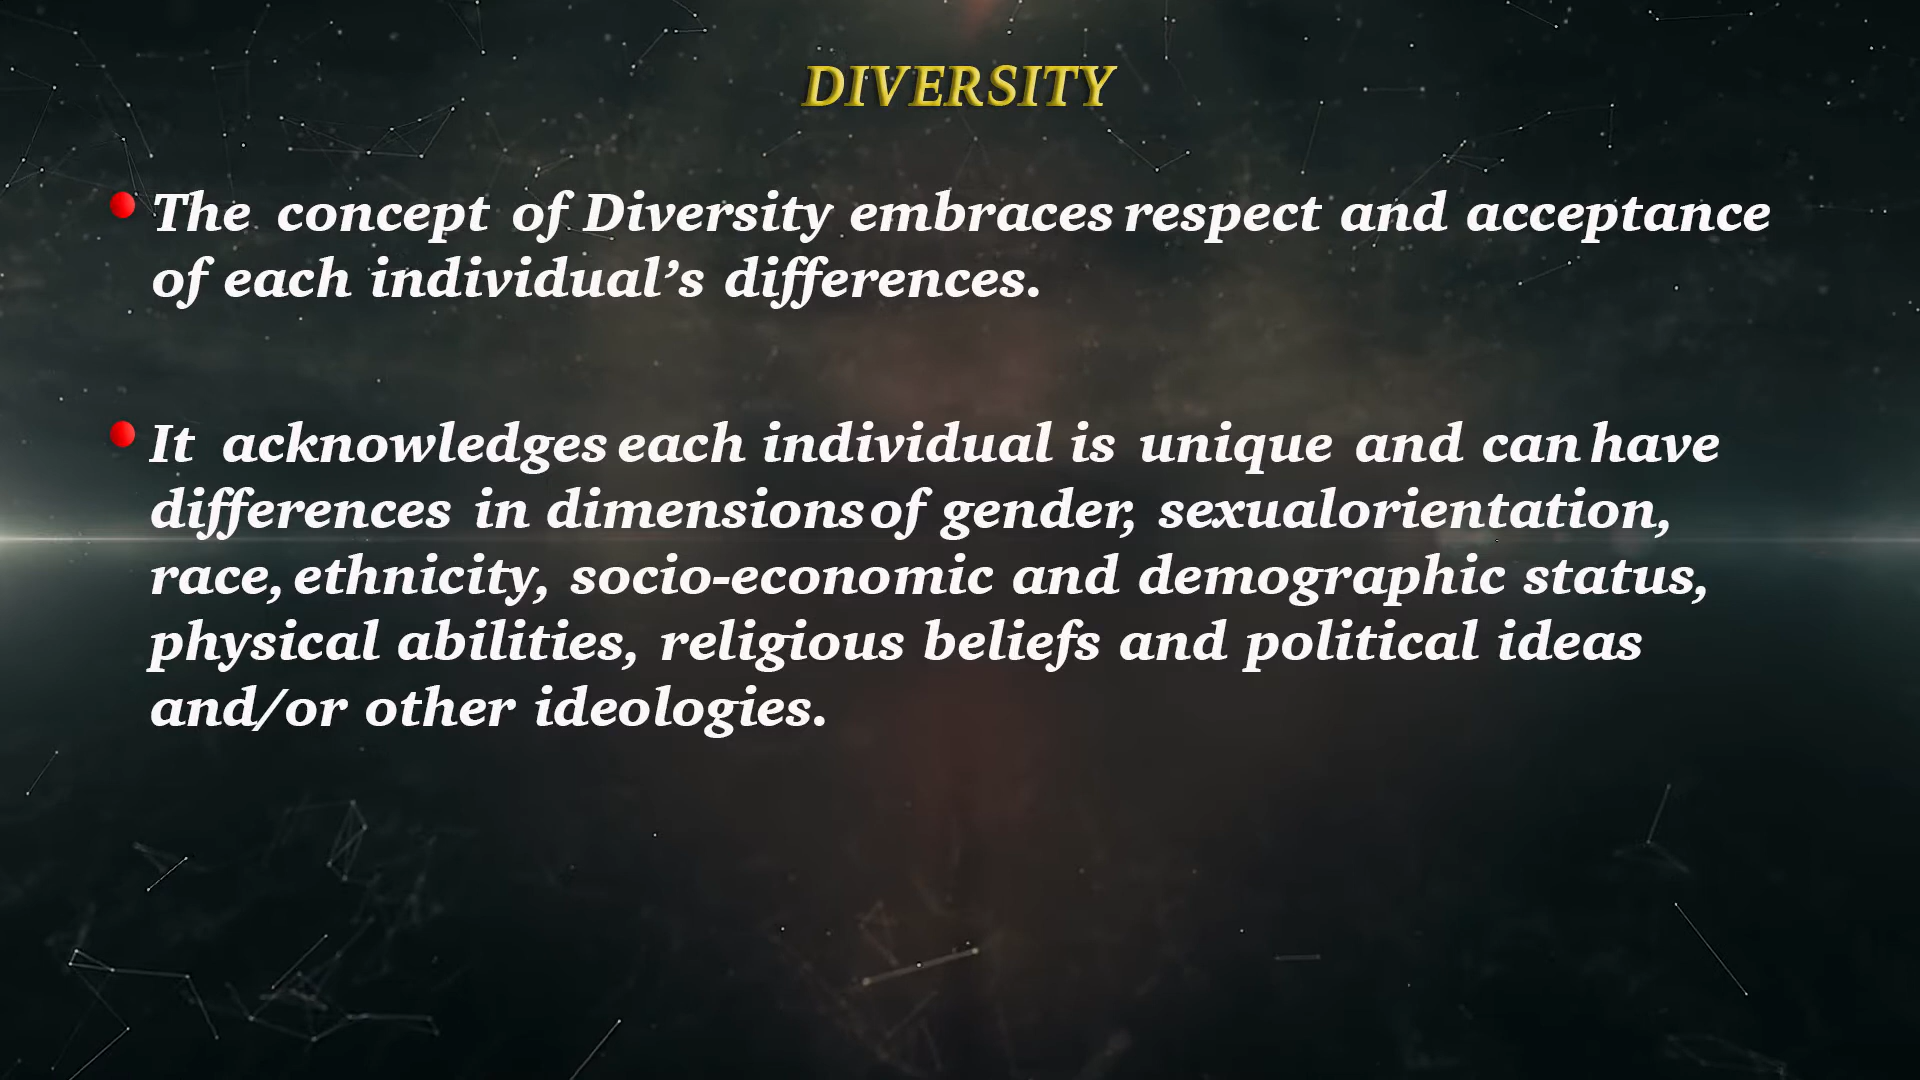 DIVERSITY
The concept of Diversity embraces respect and acceptance
of each individual’s differences.
It acknowledges each individual is unique and can have
differences in dimensions of gender, sexualorientation,
race, ethnicity, socio-economic and demographic status,
physical abilities, religious beliefs and political ideas
and/or other ideologies.